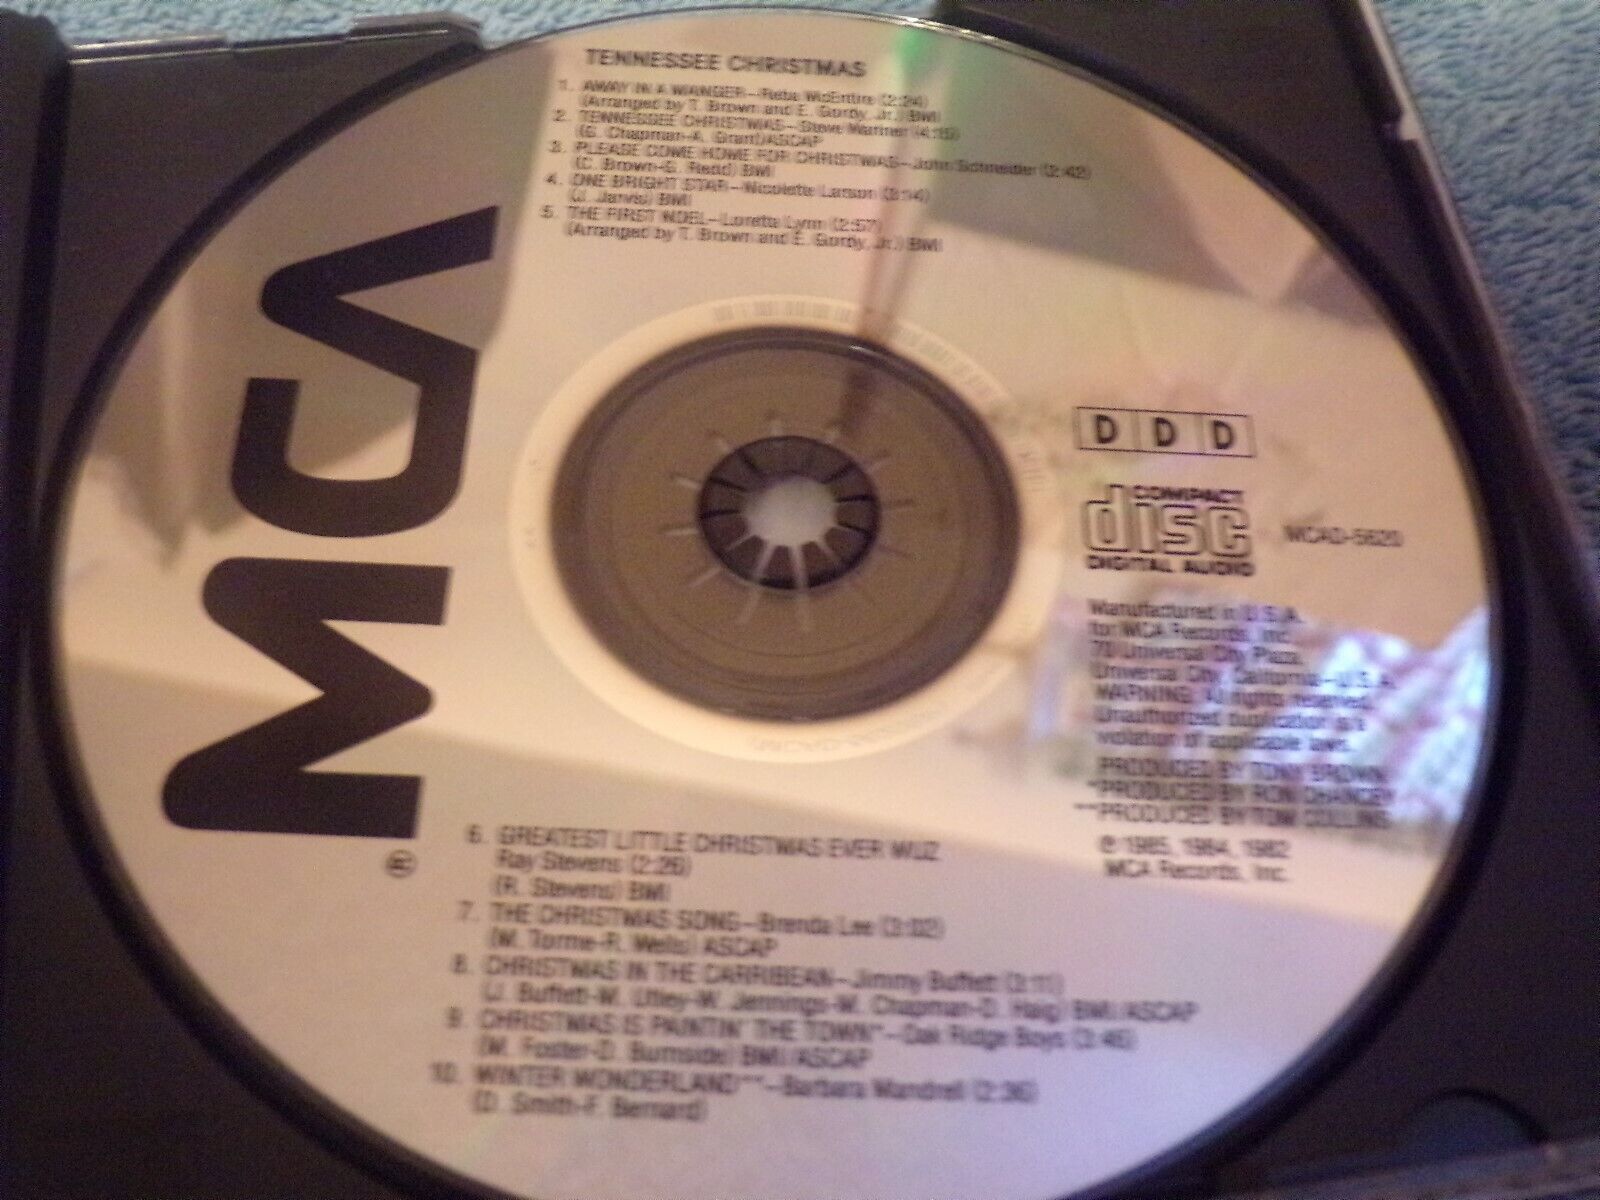 TENNESSEE CHRISTMAS
1. AWAY IN A MANGER–Reba McEntire (2:24)
(Arranged by T. Brown and E. Gordy, Jr.) BMI
2. TENNESSEE CHRISTMAS–Steve Wariner (4:15)
(G. Chapman-A. Grant)/ASCAP
3. PLEASE COME HOME FOR CHRISTMAS–John Schneider (2:42)
(C. Brown-G. Read) BMI
4. ONE BRIGHT STAR–Nicolette Larson (3:14)
(J. Jarvis) BMI
5. THE FIRST NOEL–Loretta Lynn (2:57)
(Arranged by T. Brown and E. Gordy, Jr.) BMI
MCA
®
D D D
COMPACT
disc
DIGITAL AUDIO
MCAD-5620
Manufactured in U.S.A.
for MCA Records, Inc.
70 Universal City Plaza,
Universal City, California–U.S.A.
WARNING: All rights reserved.
Unauthorized duplication is a
violation of applicable laws.
PRODUCED BY TONY BROWN
*PRODUCED BY RON CHANCEY
**PRODUCED BY TOM COLLINS
℗ 1985, 1984, 1982
MCA Records, Inc.
6. GREATEST LITTLE CHRISTMAS EVER WUZ
Ray Stevens (2:26)
(R. Stevens) BMI
7. THE CHRISTMAS SONG–Brenda Lee (3:02)
(M. Torme-R. Wells) ASCAP
8. CHRISTMAS IN THE CARRIBEAN–Jimmy Buffett (3:11)
(J. Buffett-M. Utley-W. Jennings-M. Chapman-D. Haig) BMI/ASCAP
9. CHRISTMAS IS PAINTIN' THE TOWN*–Oak Ridge Boys (3:46)
(M. Foster-D. Burnside) BMI/ASCAP
10. WINTER WONDERLAND**–Barbara Mandrell (2:36)
(D. Smith-F. Bernard)